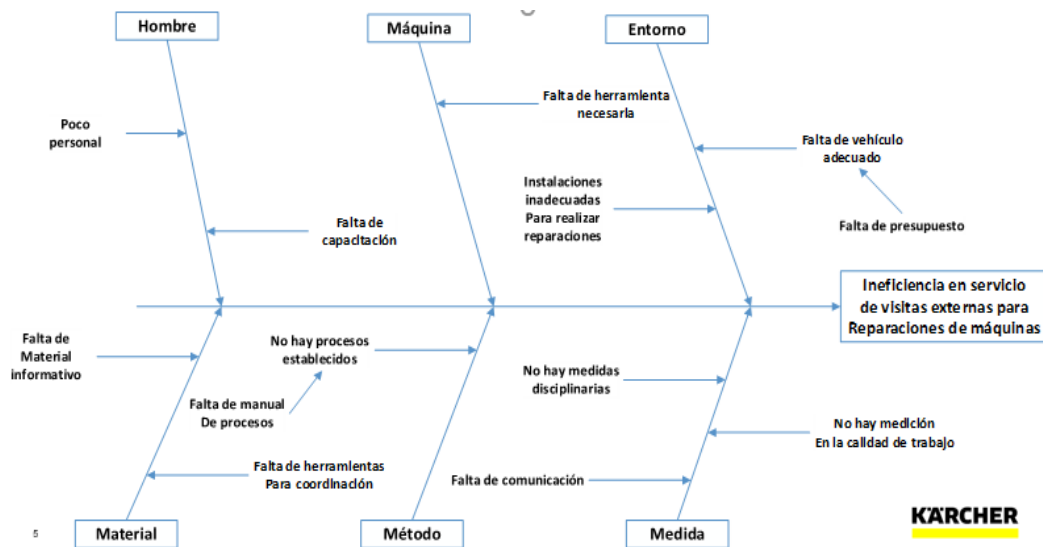 Hombre
Máquina
Entorno
Falta de herramienta
necesarla
Poco
personal
Falta de vehículo
adecuado
Instalaciones
inadecuadas
Para realizar
reparaciones
Falta de
capacitación
Falta de presupuesto
Ineficiencia en servicio
de visitas externas para
Reparaciones de máquinas
Falta de
Material
informativo
No hay procesos
establecidos
No hay medidas
disciplinarias
Falta de manual
De procesos
No hay medición
En la calidad de trabajo
Falta de herramientas
Para coordinación
Falta de comunicación
5
Material
Método
Medida
KÄRCHER